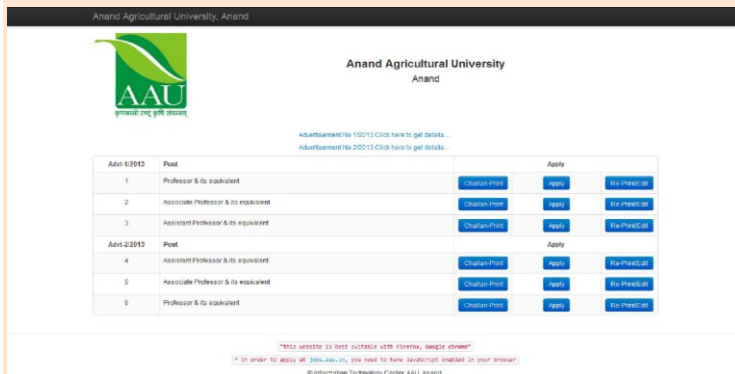 Anand Agricultural University, Anand
Anand Agricultural University
Anand
AAU
Advertisement No 1/2013 Click here to get details...
Advertisement No 2/2013 Click here to get details...
Advt-1/2013 Post Apply
1 Professor & its equivalent Challan-Print Apply Re-Print/Edit
2 Associate Professor & its equivalent Challan-Print Apply Re-Print/Edit
3 Assistant Professor & its equivalent Challan-Print Apply Re-Print/Edit
Advt-2/2013 Post Apply
4 Assistant Professor & its equivalent Challan-Print Apply Re-Print/Edit
5 Associate Professor & its equivalent Challan-Print Apply Re-Print/Edit
6 Professor & its equivalent Challan-Print Apply Re-Print/Edit
"This website is best suitable with Firefox, Google chrome"
* In order to apply at jobs.aau.in, you need to have Javascript enabled in your browser
© Information Technology Center, AAU, Anand